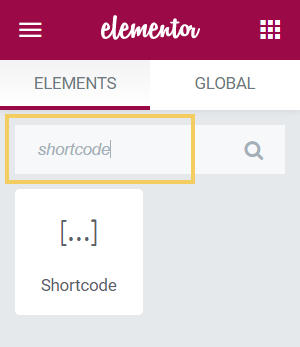 elementor
ELEMENTS GLOBAL
shortcode
[...]
Shortcode